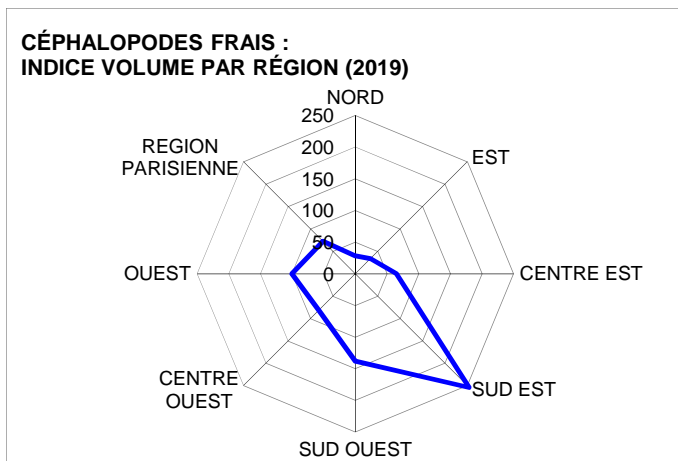 CÉPHALOPODES FRAIS :
INDICE VOLUME PAR RÉGION (2019)
NORD
250
200
150
100
50
0
EST
CENTRE EST
SUD EST
SUD OUEST
CENTRE
OUEST
OUEST
REGION
PARISIENNE